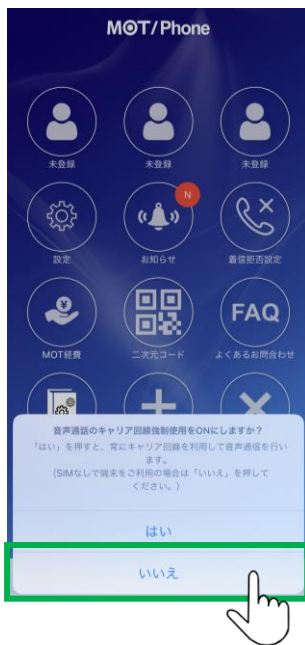 MOT/Phone
未登録
未登録
未登録
N
設定
お知らせ
着信拒否設定
¥
FAQ
MOT経費
二次元コード
よくあるお問合わせ
音声通話のキャリア回線強制使用をONにしますか？
「はい」を押すと、常にキャリア回線を利用して音声通信を行い
ます。
（SIMなしで端末をご利用の場合は「いいえ」を押して
ください。）
はい
いいえ